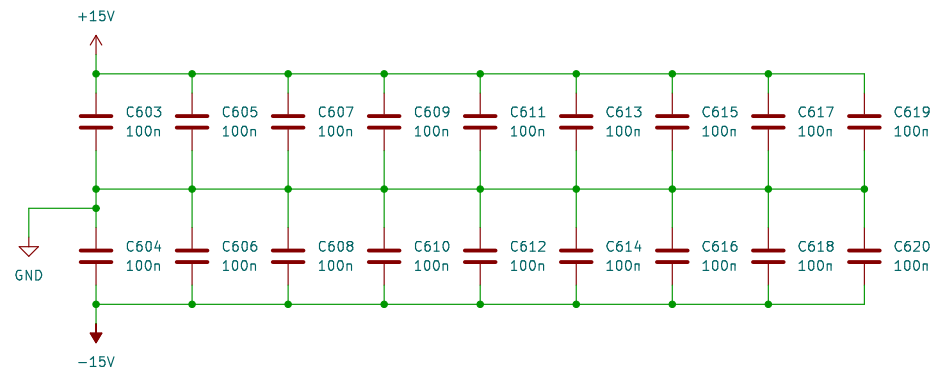 +15V
C603 C605 C607 C609 C611 C613 C615 C617 C619
100n 100n 100n 100n 100n 100n 100n 100n 100n
C604 C606 C608 C610 C612 C614 C616 C618 C620
100n 100n 100n 100n 100n 100n 100n 100n 100n
GND
-15V